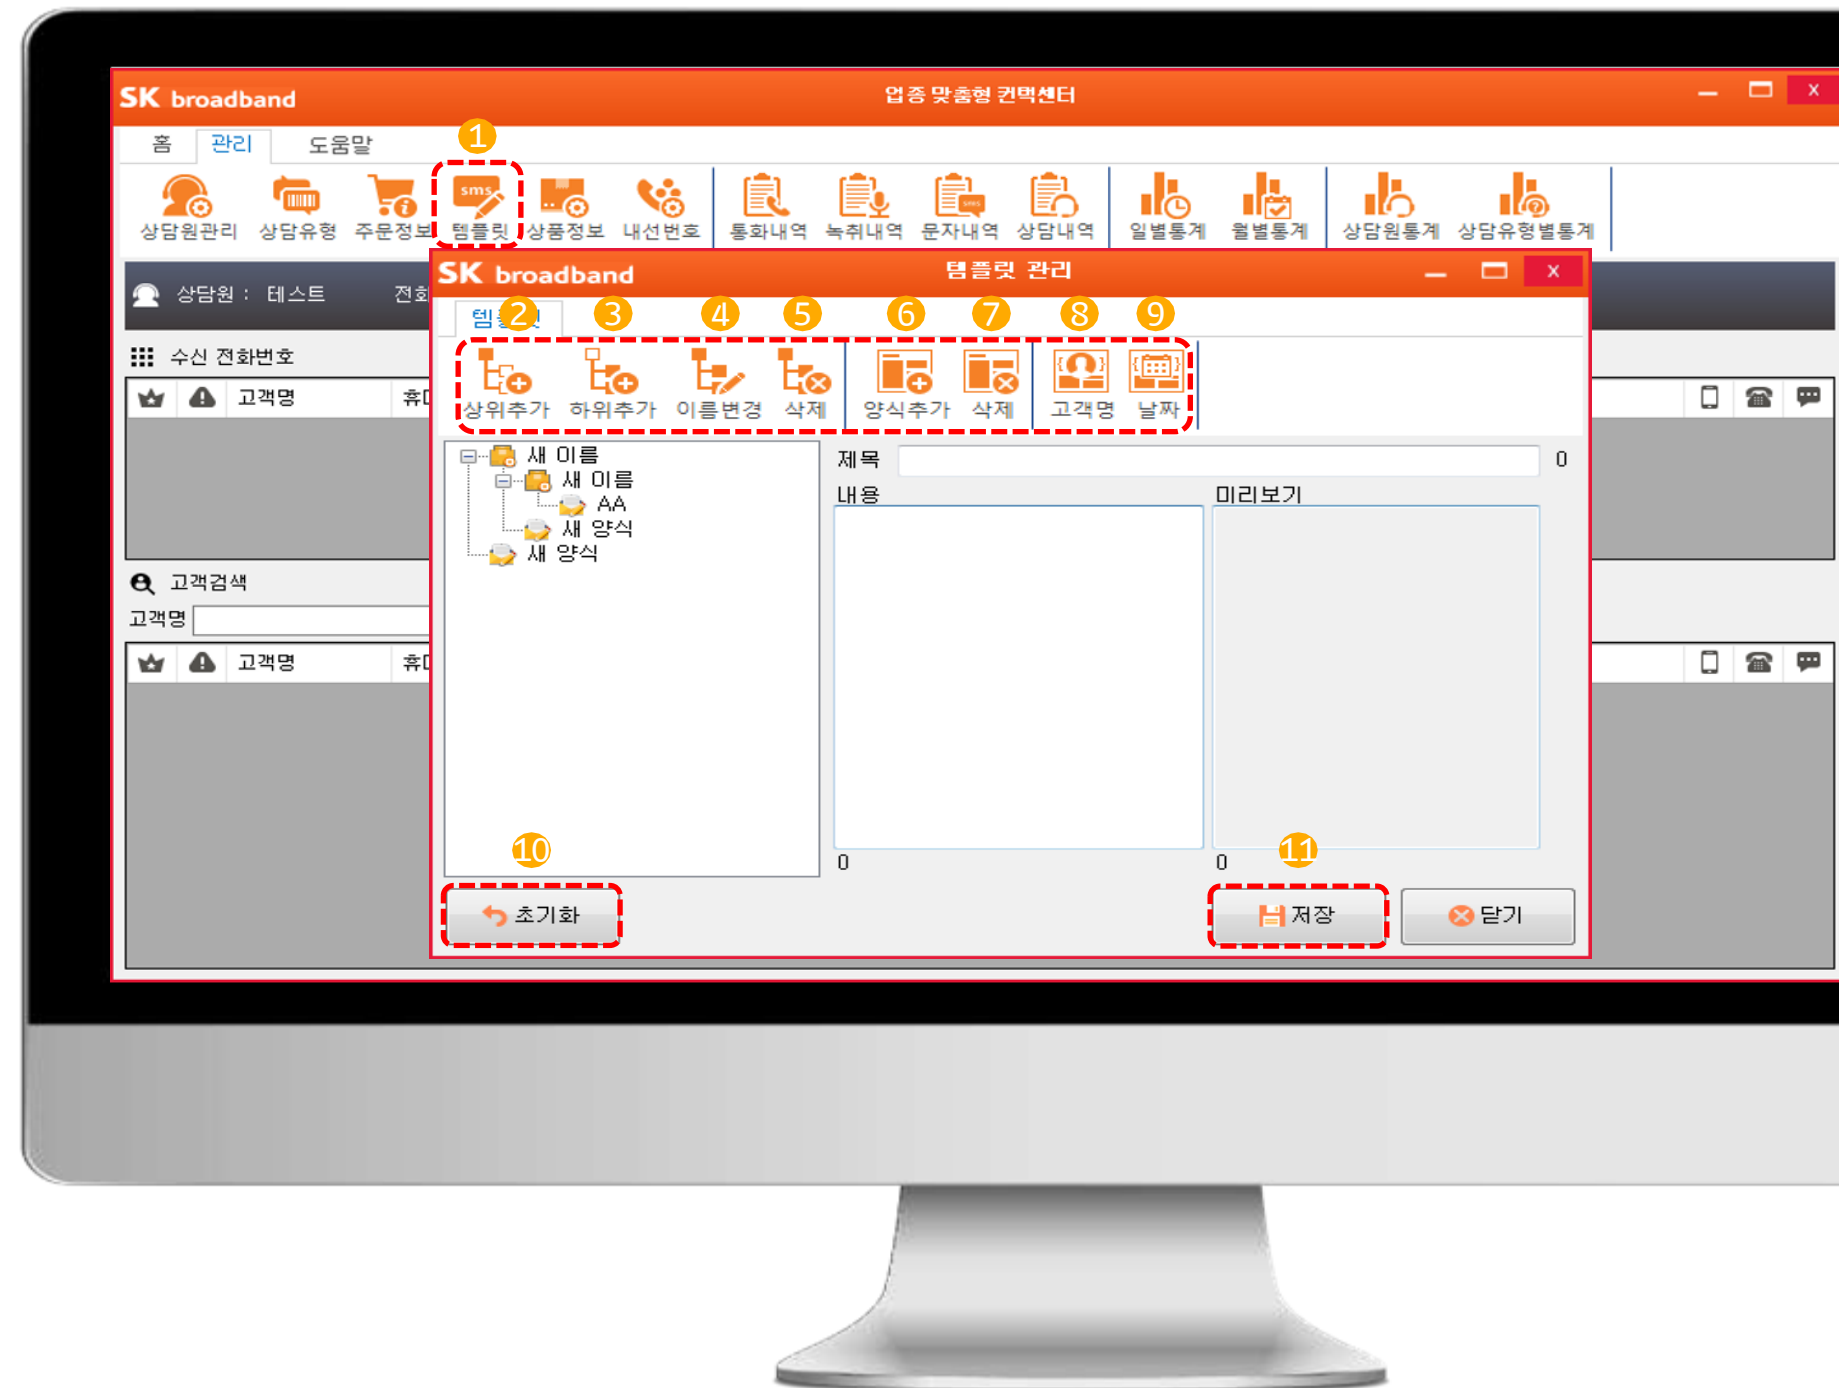 SK broadband 업종 맞춤형 컨택센터
홈 관리 도움말
1
sms
sms
상담원관리 상담유형 주문정보 템플릿 상품정보 내선번호 통화내역 녹취내역 문자내역 상담내역 일별통계 월별통계 상담원통계 상담유형별통계
상담원 : 테스트 전화
SK broadband 템플릿 관리
템플릿
2 3 4 5 6 7 8 9
상위추가 하위추가 이름변경 삭제 양식추가 삭제 고객명 날짜
수신 전화번호
고객명
새 이름
새 이름
AA
새 양식
새 양식
제목 0
내용 미리보기
0 0
고객검색
고객명
고객명
10 11
초기화 저장 닫기